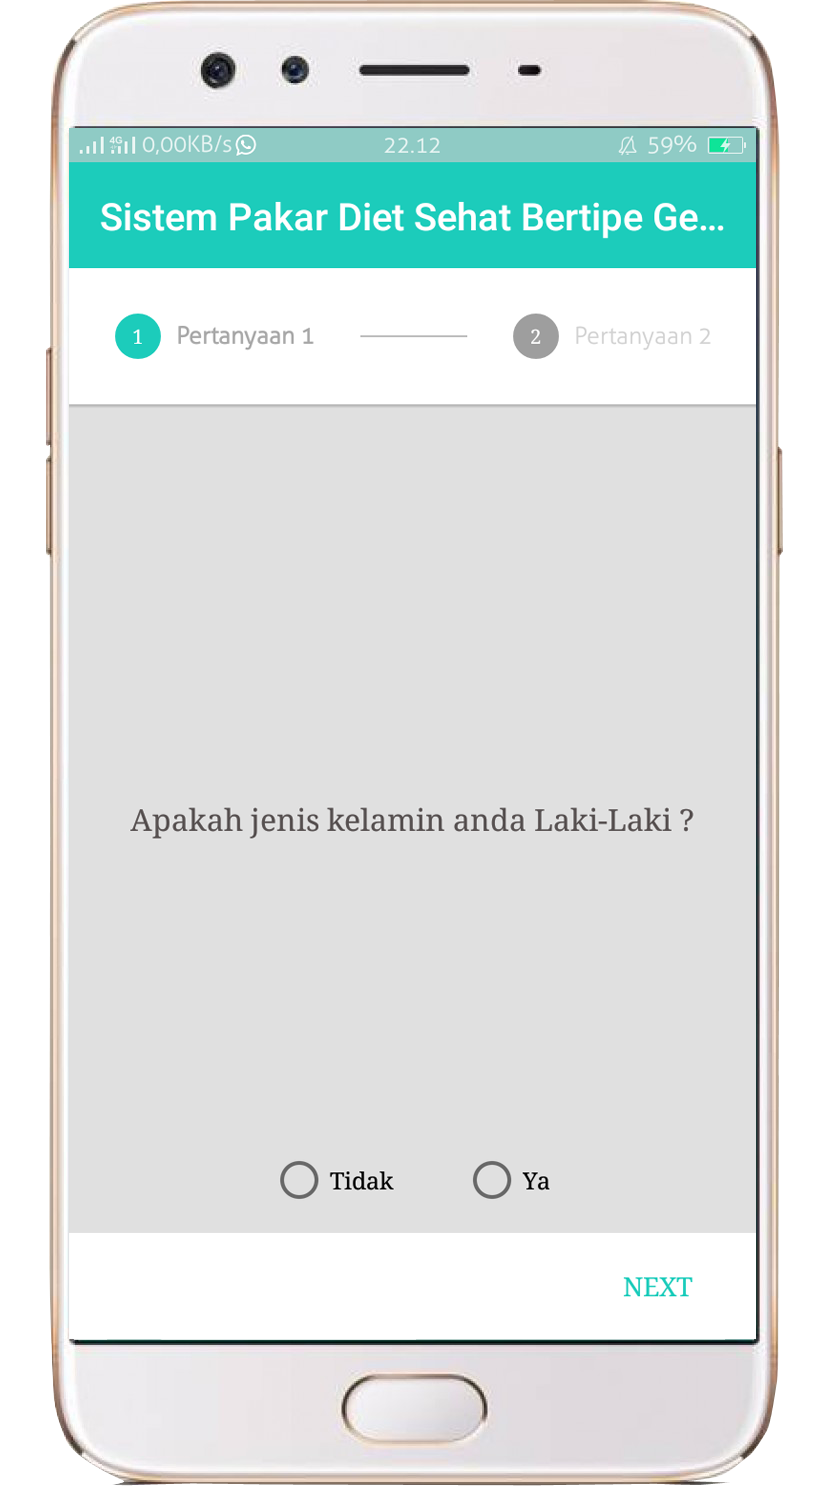 4G 0,00KB/s 22.12 59%
Sistem Pakar Diet Sehat Bertipe Ge...
1 Pertanyaan 1 2 Pertanyaan 2
Apakah jenis kelamin anda Laki-Laki ?
Tidak Ya
NEXT